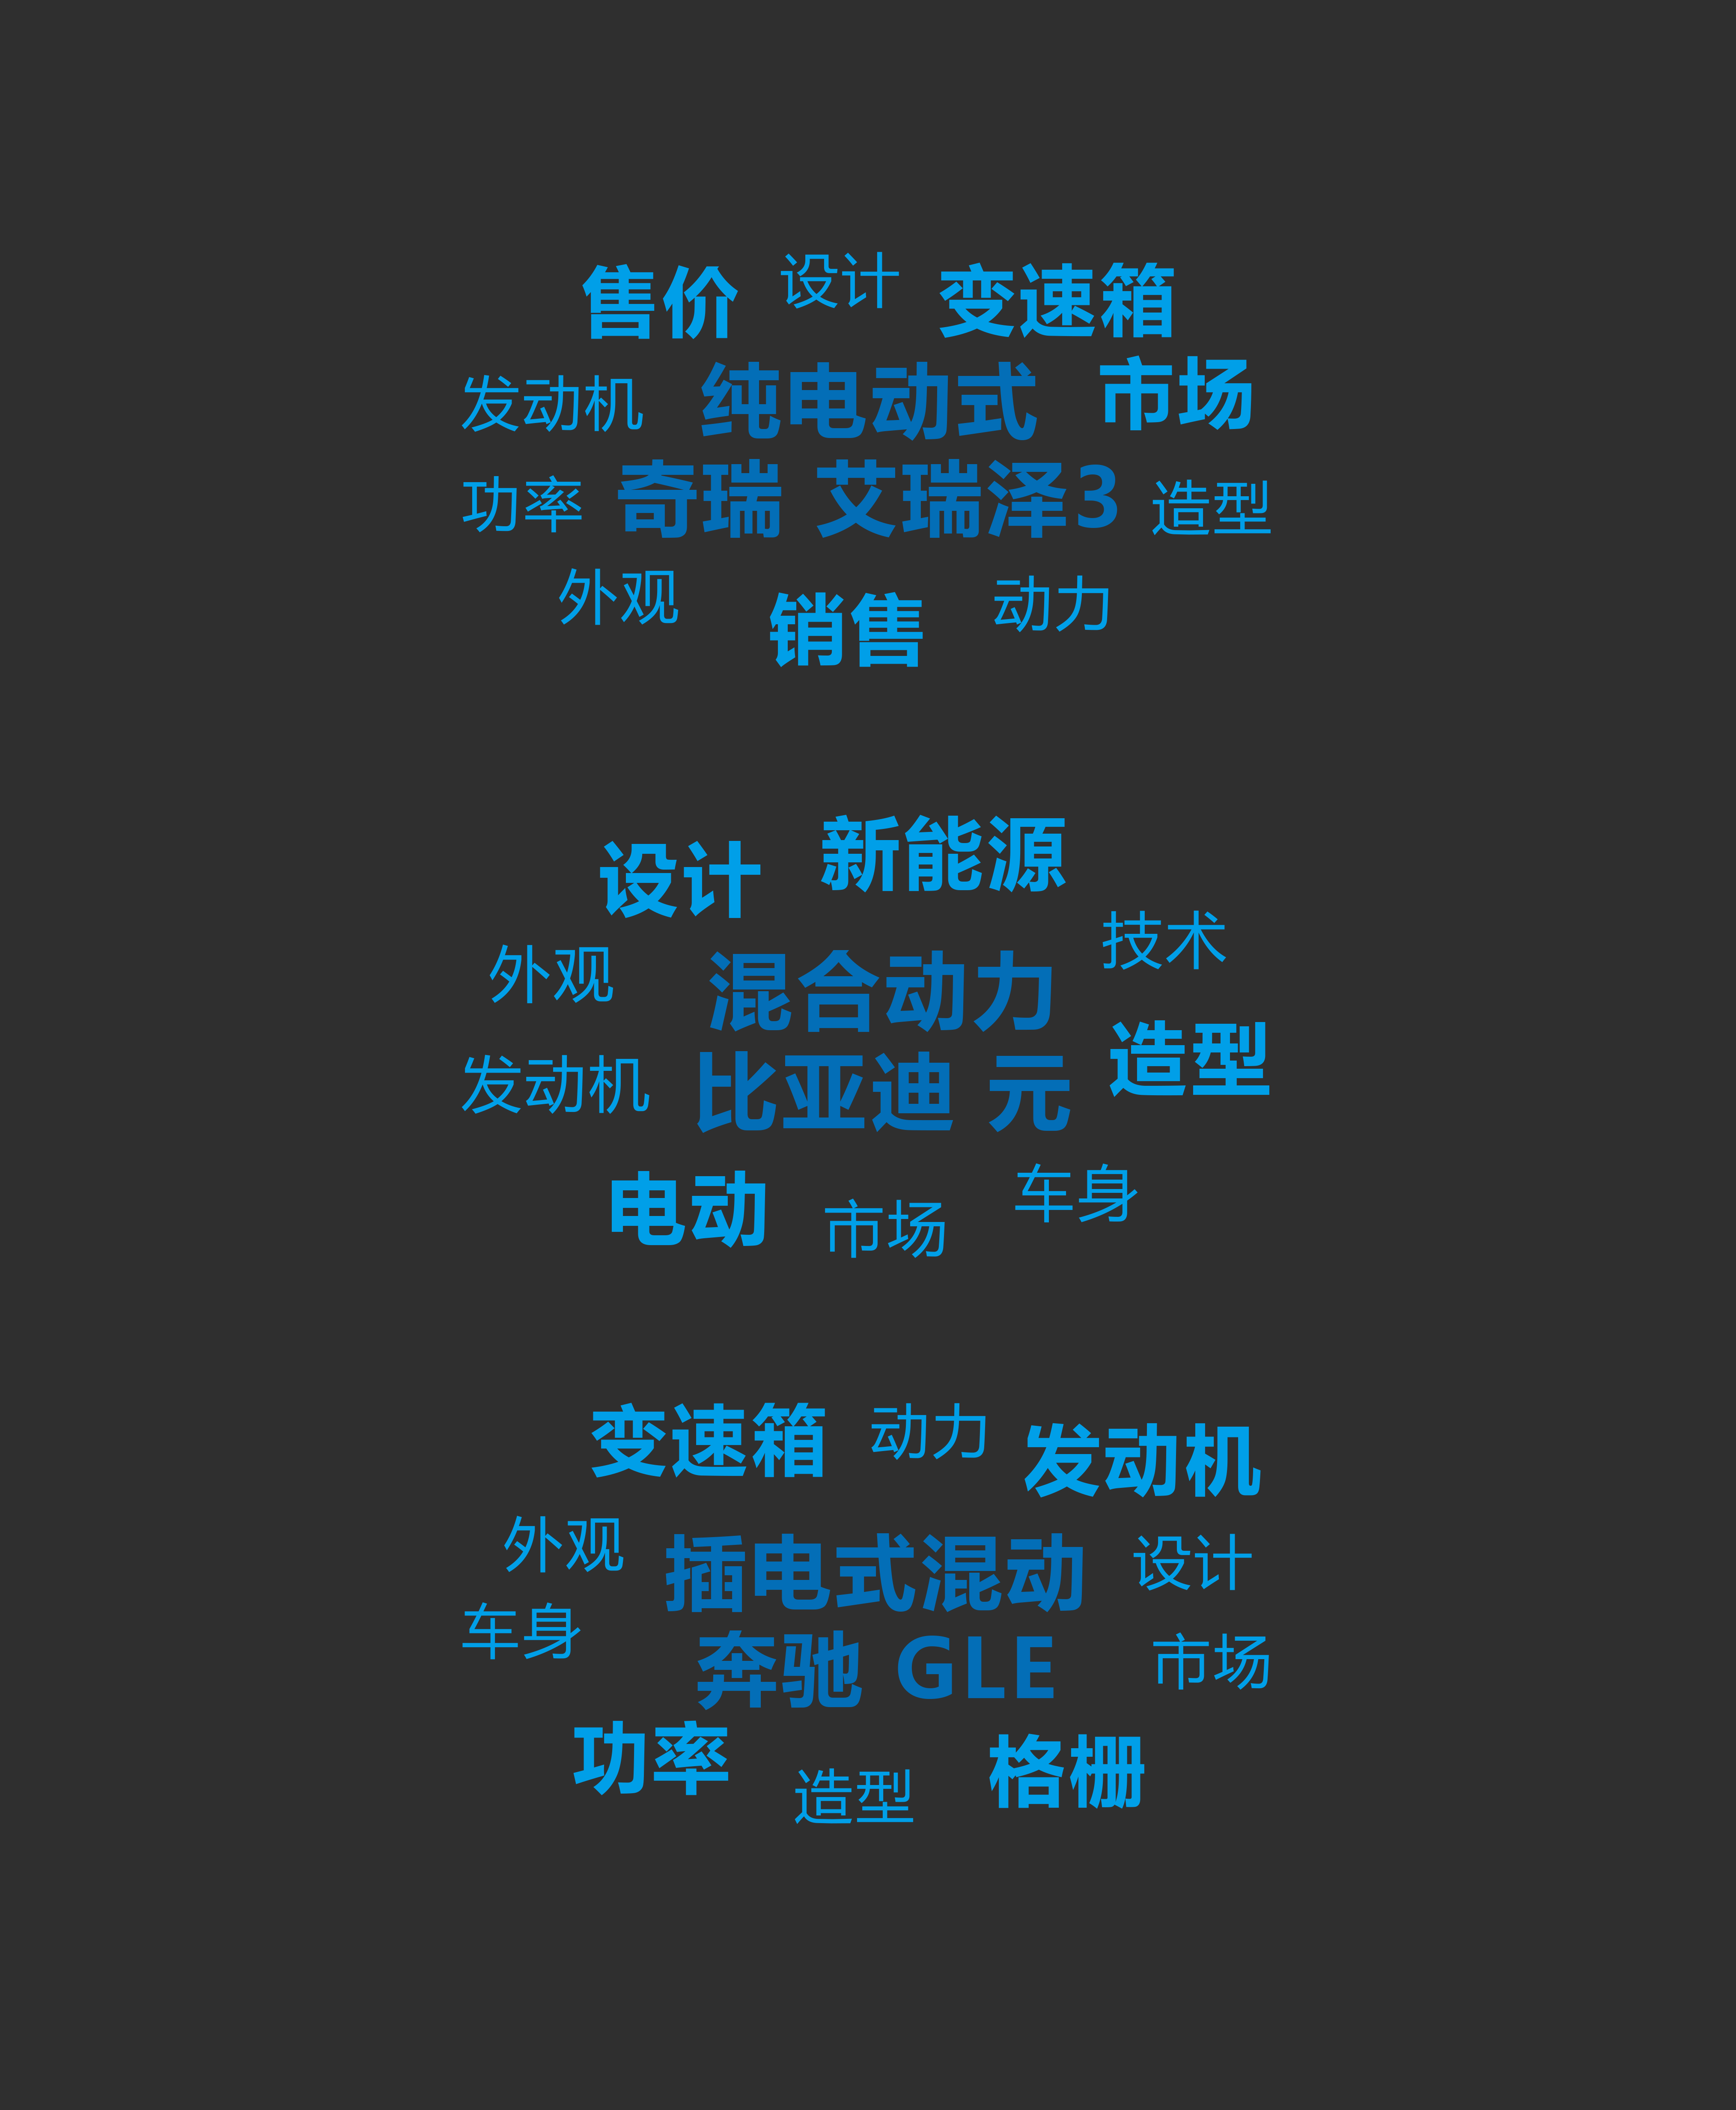 售价 设计 变速箱
发动机 纯电动式 市场
功率 奇瑞 艾瑞泽3 造型
外观 销售 动力
设计 新能源
技术
外观 混合动力
造型
发动机 比亚迪 元
电动 市场 车身
变速箱 动力 发动机
外观 插电式混动 设计
车身 奔驰 GLE 市场
功率 造型 格栅